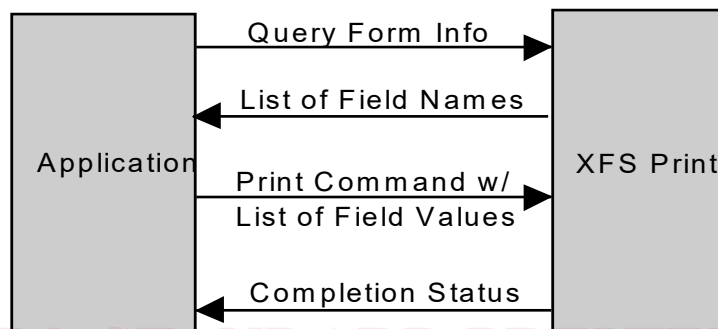 Query Form Info
List of Field Names
Application
XFS Print
Print Command w/
List of Field Values
Completion Status